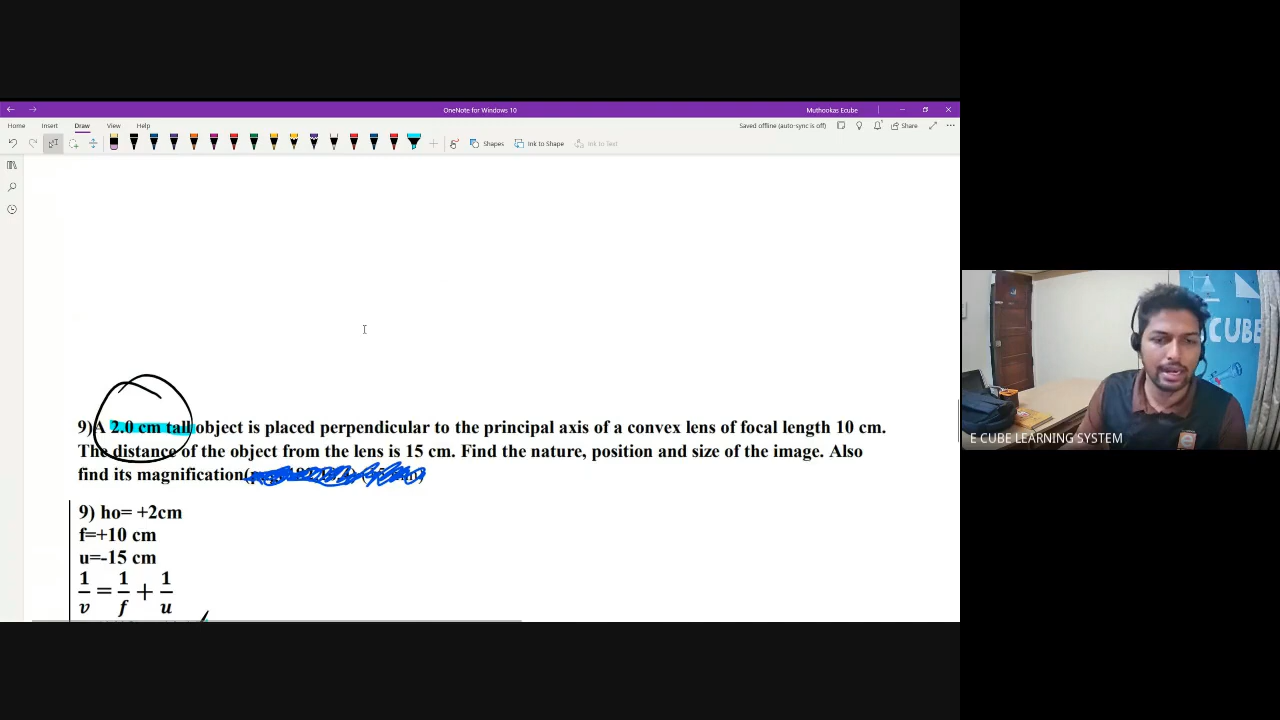 OneNote for Windows 10
Muthookas Ecube
Home Insert Draw View Help
Saved offline (auto-sync is off)
Share
Shapes
Ink to Shape
Ink to Text
9)A 2.0 cm tall object is placed perpendicular to the principal axis of a convex lens of focal length 10 cm.
The distance of the object from the lens is 15 cm. Find the nature, position and size of the image. Also
find its magnification(
9) ho= +2cm
f=+10 cm
u=-15 cm
1/v = 1/f + 1/u
CUBE
E CUBE LEARNING SYSTEM